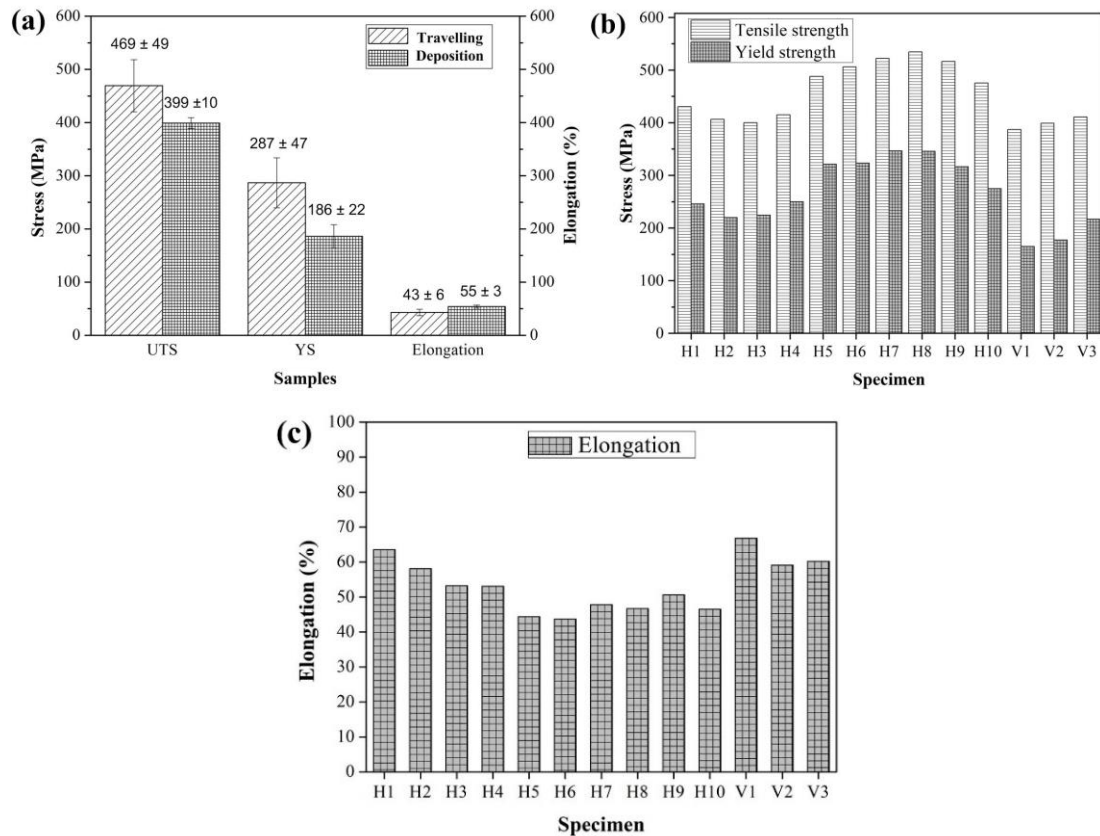 (a)
600
500
400
300
200
100
0
Stress (MPa)
469 ± 49
399 ±10
287 ± 47
186 ± 22
43 ± 6
55 ± 3
Travelling
Deposition
600
500
400
300
200
100
0
Elongation (%)
UTS YS Elongation
Samples
(b)
600
500
400
300
200
100
0
Stress (MPa)
Tensile strength
Yield strength
H1 H2 H3 H4 H5 H6 H7 H8 H9 H10 V1 V2 V3
Specimen
(c)
100
90
80
70
60
50
40
30
20
10
0
Elongation (%)
Elongation
H1 H2 H3 H4 H5 H6 H7 H8 H9 H10 V1 V2 V3
Specimen